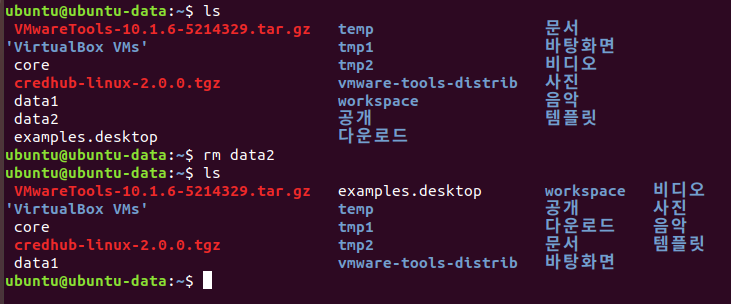 ubuntu@ubuntu-data:~$ ls
 VMwareTools-10.1.6-5214329.tar.gz   temp                  문서
'VirtualBox VMs'                     tmp1                  바탕화면
 core                                tmp2                  비디오
 credhub-linux-2.0.0.tgz             vmware-tools-distrib  사진
 data1                               workspace             음악
 data2                               공개                  템플릿
 examples.desktop                    다운로드
ubuntu@ubuntu-data:~$ rm data2
ubuntu@ubuntu-data:~$ ls
 VMwareTools-10.1.6-5214329.tar.gz   examples.desktop       workspace   비디오
'VirtualBox VMs'                     temp                   공개        사진
 core                                tmp1                   다운로드    음악
 credhub-linux-2.0.0.tgz             tmp2                   문서        템플릿
 data1                               vmware-tools-distrib   바탕화면
ubuntu@ubuntu-data:~$